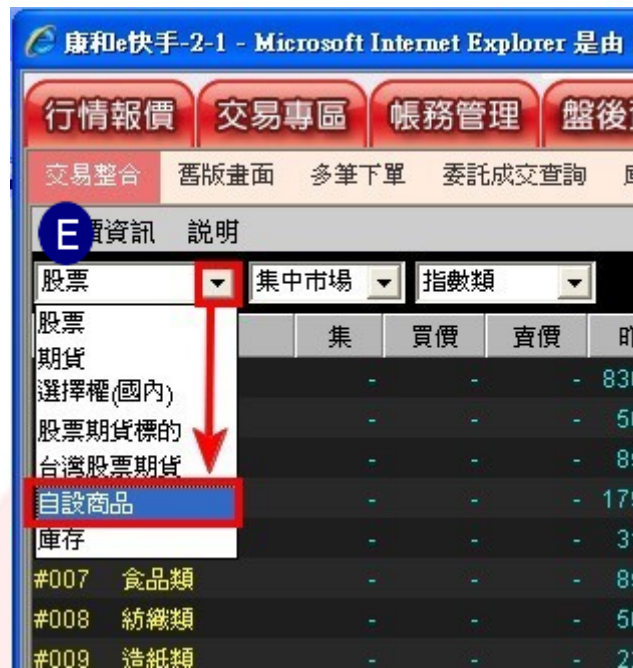 康和e快手-2-1 - Microsoft Internet Explorer 是由
行情報價 交易專區 帳務管理 盤後
交易整合 舊版畫面 多筆下單 委託成交查詢
E 價資訊 説明
股票 集中市場 指數類
股票 集 買價 賣價 昨
期貨
選擇權(國內)
股票期貨標的
台灣股票期貨
自設商品
庫存
#007 食品類 - - -
#008 紡織類 - - -
#009 造紙類 - - -